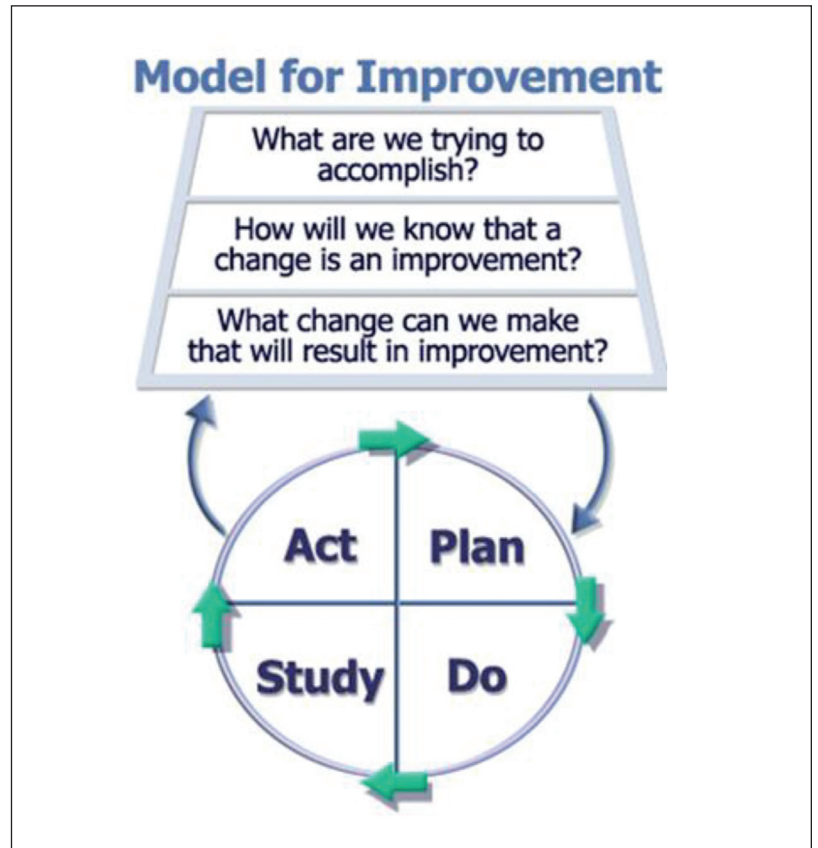 Model for Improvement
What are we trying to
accomplish?
How will we know that a
change is an improvement?
What change can we make
that will result in improvement?
Act
Plan
Study
Do